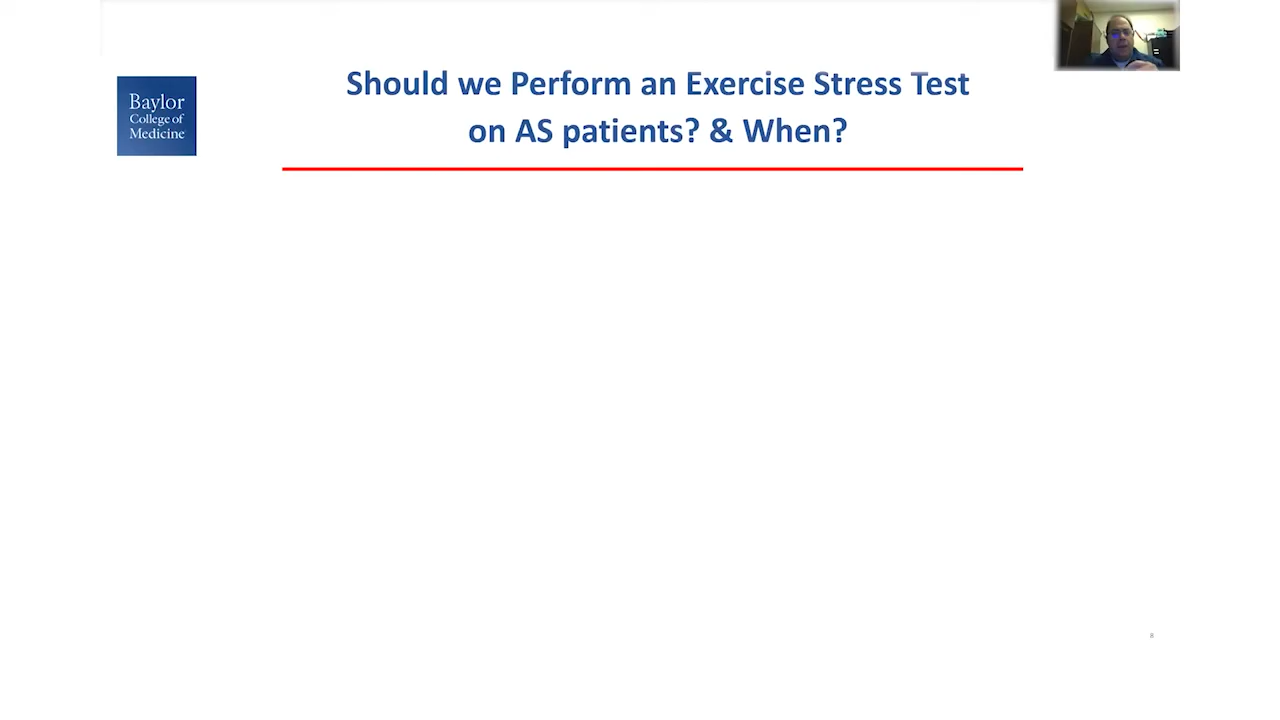 Should we Perform an Exercise Stress Test
on AS patients? & When?
Baylor
College of
Medicine